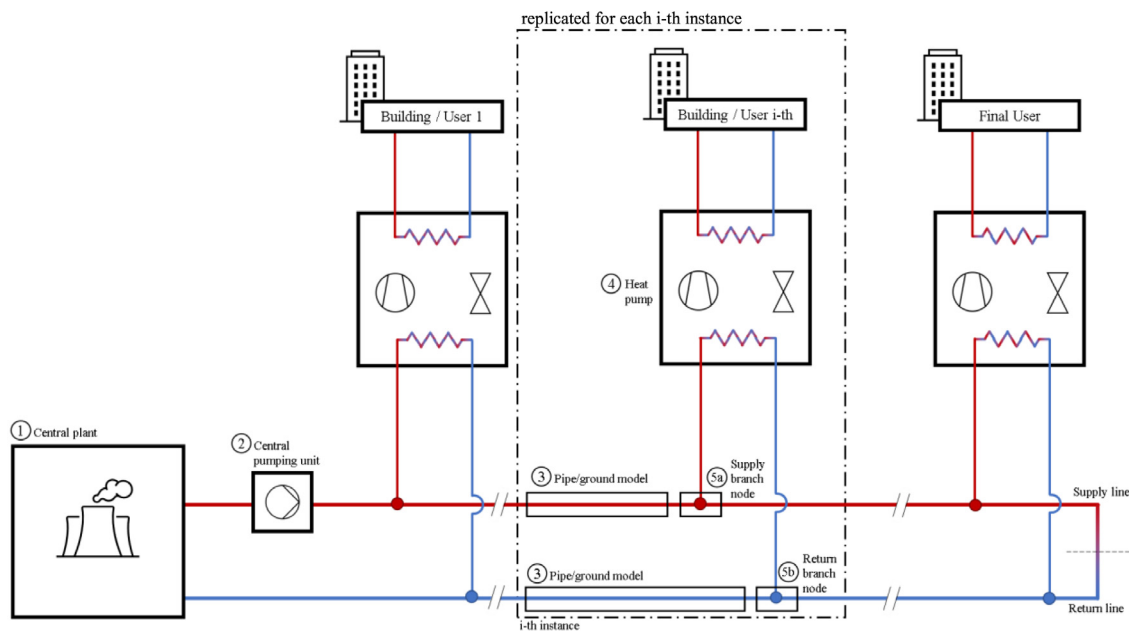 replicated for each i-th instance
Building / User 1
Building / User i-th
Final User
4 Heat
pump
1 Central plant
2 Central
pumping unit
3 Pipe/ground model
5a Supply
branch
node
Supply line
3 Pipe/ground model
5b Return
branch
node
Return line
i-th instance